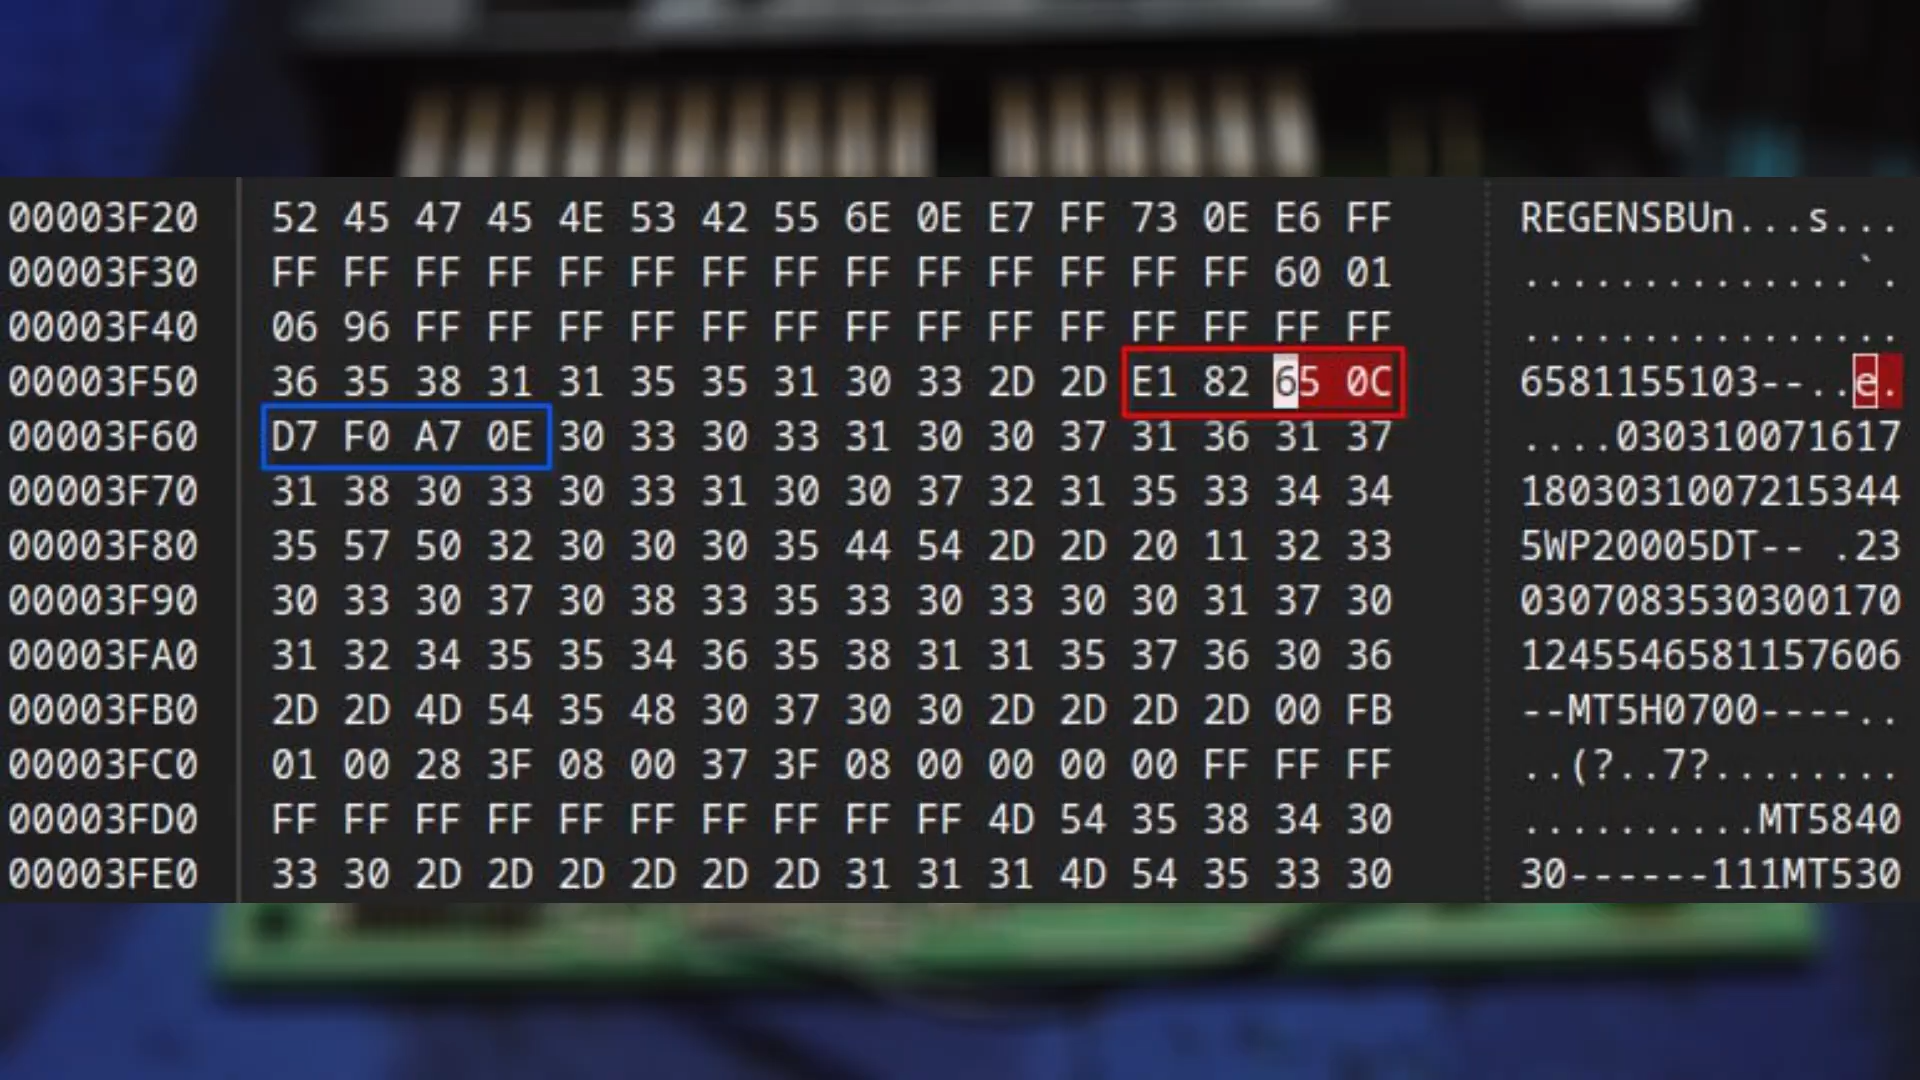 00003F20 52 45 47 45 4E 53 42 55 6E 0E E7 FF 73 0E E6 FF REGENSBUn...s...
00003F30 FF FF FF FF FF FF FF FF FF FF FF FF FF FF 60 01 ..............`.
00003F40 06 96 FF FF FF FF FF FF FF FF FF FF FF FF FF FF ................
00003F50 36 35 38 31 31 35 35 31 30 33 2D 2D E1 82 65 0C 6581155103--..e.
00003F60 D7 F0 A7 0E 30 33 30 33 31 30 30 37 31 36 31 37 ....030310071617
00003F70 31 38 30 33 30 33 31 30 30 37 32 31 35 33 34 34 1803031007215344
00003F80 35 57 50 32 30 30 30 35 44 54 2D 2D 20 11 32 33 5WP20005DT-- .23
00003F90 30 33 30 37 30 38 33 35 33 30 33 30 30 31 37 30 0307083530300170
00003FA0 31 32 34 35 35 34 36 35 38 31 31 35 37 36 30 36 1245546581157606
00003FB0 2D 2D 4D 54 35 48 30 37 30 30 2D 2D 2D 2D 00 FB --MT5H0700----..
00003FC0 01 00 28 3F 08 00 37 3F 08 00 00 00 00 FF FF FF ..(?..7?........
00003FD0 FF FF FF FF FF FF FF FF FF FF 4D 54 35 38 34 30 ..........MT5840
00003FE0 33 30 2D 2D 2D 2D 2D 2D 31 31 31 4D 54 35 33 30 30------111MT530